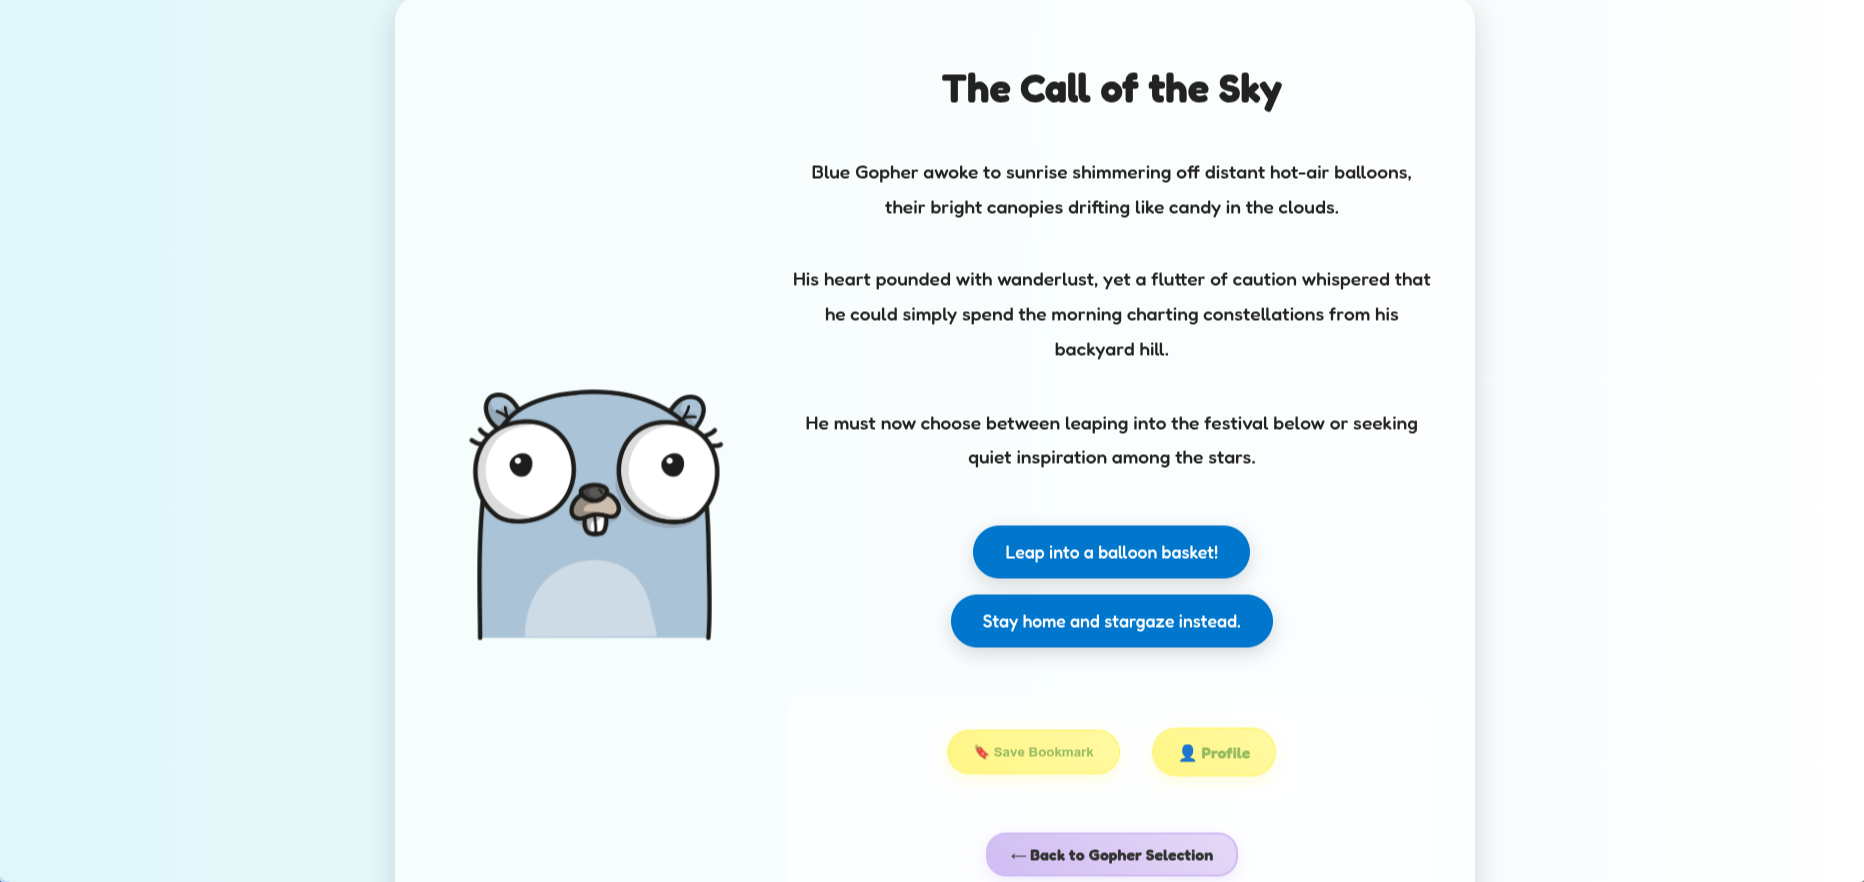 The Call of the Sky
Blue Gopher awoke to sunrise shimmering off distant hot-air balloons,
their bright canopies drifting like candy in the clouds.
His heart pounded with wanderlust, yet a flutter of caution whispered that
he could simply spend the morning charting constellations from his
backyard hill.
He must now choose between leaping into the festival below or seeking
quiet inspiration among the stars.
Leap into a balloon basket!
Stay home and stargaze instead.
🔖 Save Bookmark
👤 Profile
← Back to Gopher Selection